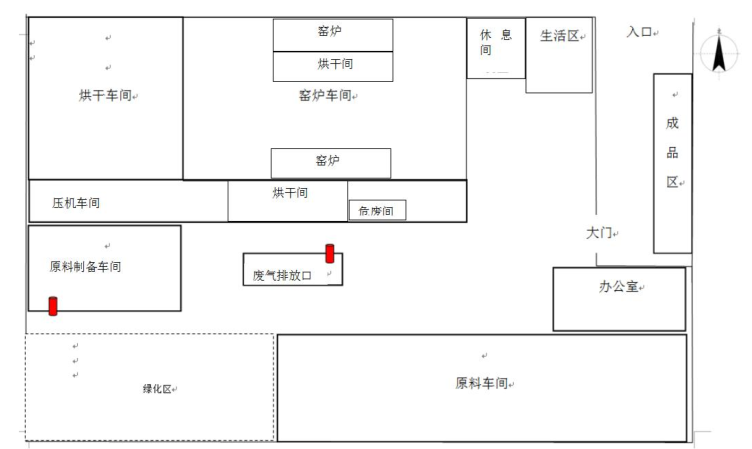 窑炉
休 息
间
生活区
入口
烘干间
烘干车间
窑炉车间
成
品
区
窑炉
压机车间
烘干间
危废间
大门
原料制备车间
废气排放口
办公室
绿化区
原料车间